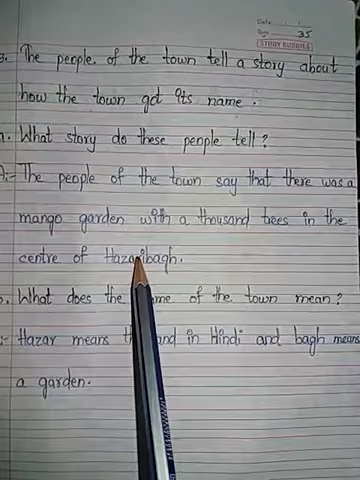 Date
Page 35
STUDY BUDDIES
The people of the town tell a story about
how the town got its name.
What story do these people tell?
A:- The people of the town say that there was a
mango garden with a thousand trees in the
centre of Hazaribagh.
What does the of the town mean?
:- Hazar means in Hindi and bagh means
a garden.